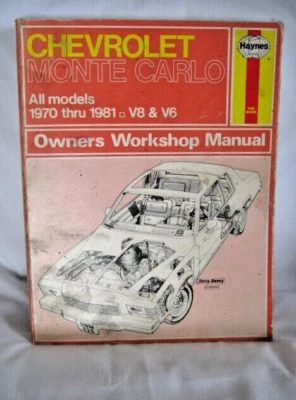 CHEVROLET
MONTE CARLO
Haynes
All models
1970 thru 1981 □ V8 & V6
Owners Workshop Manual